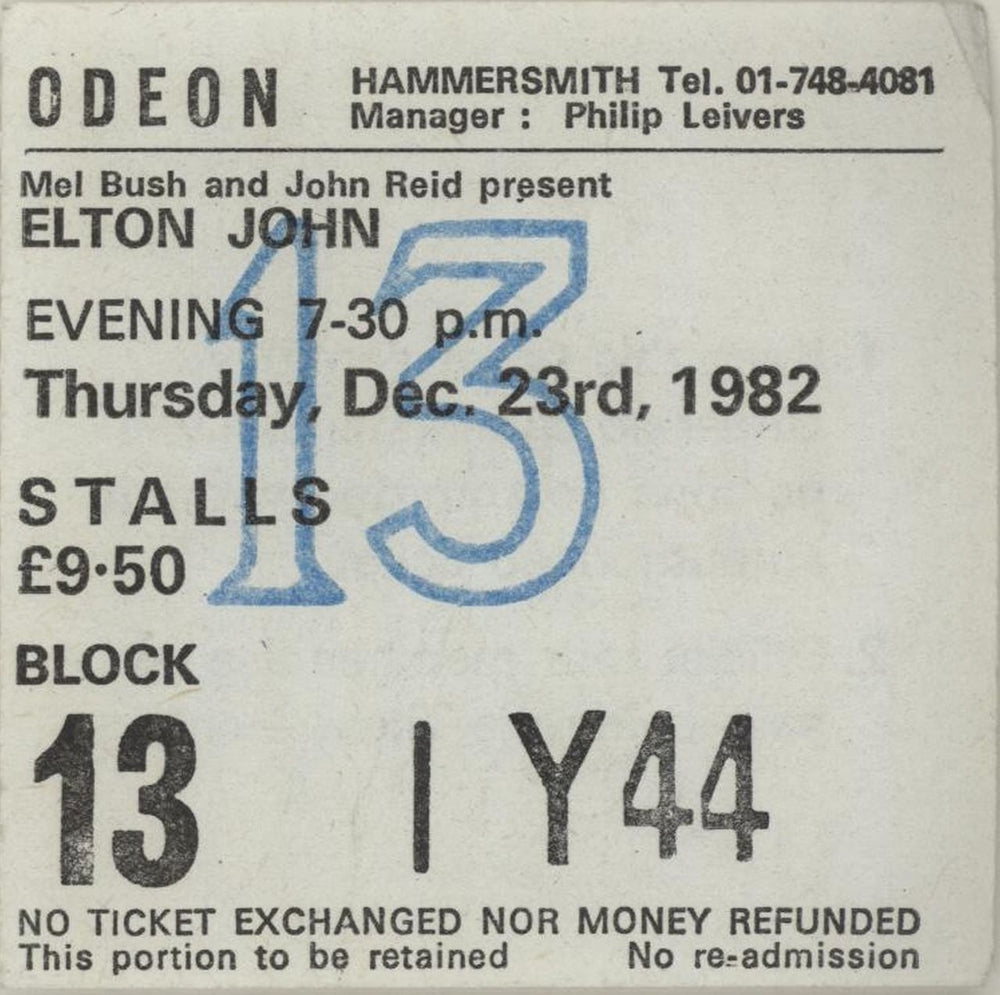 ODEON HAMMERSMITH Tel. 01-748-4081
Manager : Philip Leivers
Mel Bush and John Reid present
ELTON JOHN
13
EVENING 7-30 p.m.
Thursday, Dec. 23rd, 1982
STALLS
£9·50
BLOCK
13 I Y44
NO TICKET EXCHANGED NOR MONEY REFUNDED
This portion to be retained No re-admission